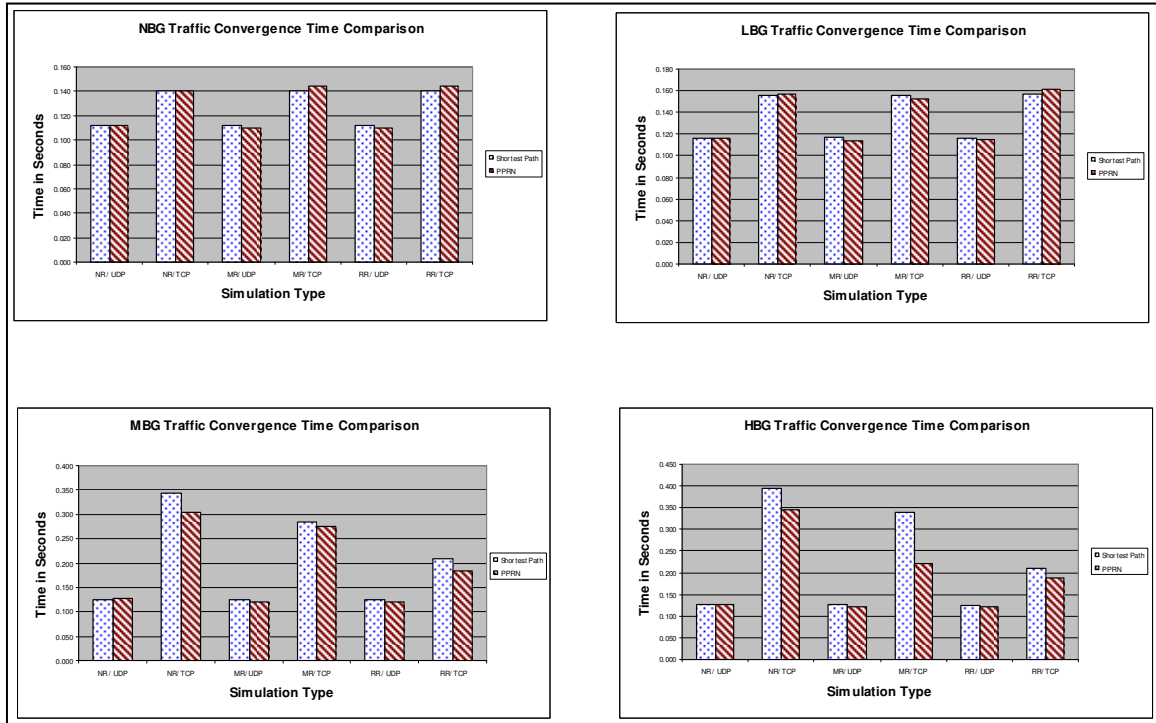 NBG Traffic Convergence Time Comparison
0.160
0.140
0.120
0.100
0.080
0.060
0.040
0.020
0.000
Time in Seconds
NR/ UDP NR/ TCP MR/ UDP MR/ TCP RR/ UDP RR/ TCP
Simulation Type
Shortest Path
PPRN
LBG Traffic Convergence Time Comparison
0.180
0.160
0.140
0.120
0.100
0.080
0.060
0.040
0.020
0.000
Time in Seconds
NR/ UDP NR/ TCP MR/ UDP MR/ TCP RR/ UDP RR/ TCP
Simulation Type
Shortest Path
PPRN
MBG Traffic Convergence Time Comparison
0.400
0.350
0.300
0.250
0.200
0.150
0.100
0.050
0.000
Time in Seconds
NR/ UDP NR/ TCP MR/ UDP MR/ TCP RR/ UDP RR/ TCP
Simulation Type
Shortest Path
PPRN
HBG Traffic Convergence Time Comparison
0.450
0.400
0.350
0.300
0.250
0.200
0.150
0.100
0.050
0.000
Time in Seconds
NR/ UDP NR/ TCP MR/ UDP MR/ TCP RR/ UDP RR/ TCP
Simulation Type
Shortest Path
PPRN